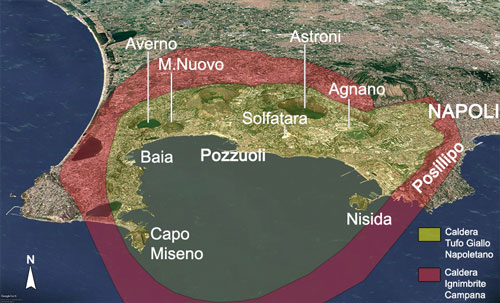 Astroni
Averno
M.Nuovo
Agnano
NAPOLI
Solfatara
Baia
Pozzuoli
Posillipo
Nisida
Capo
Miseno
N
Caldera
Tufo Giallo
Napoletano
Caldera
Ignimbrite
Campana